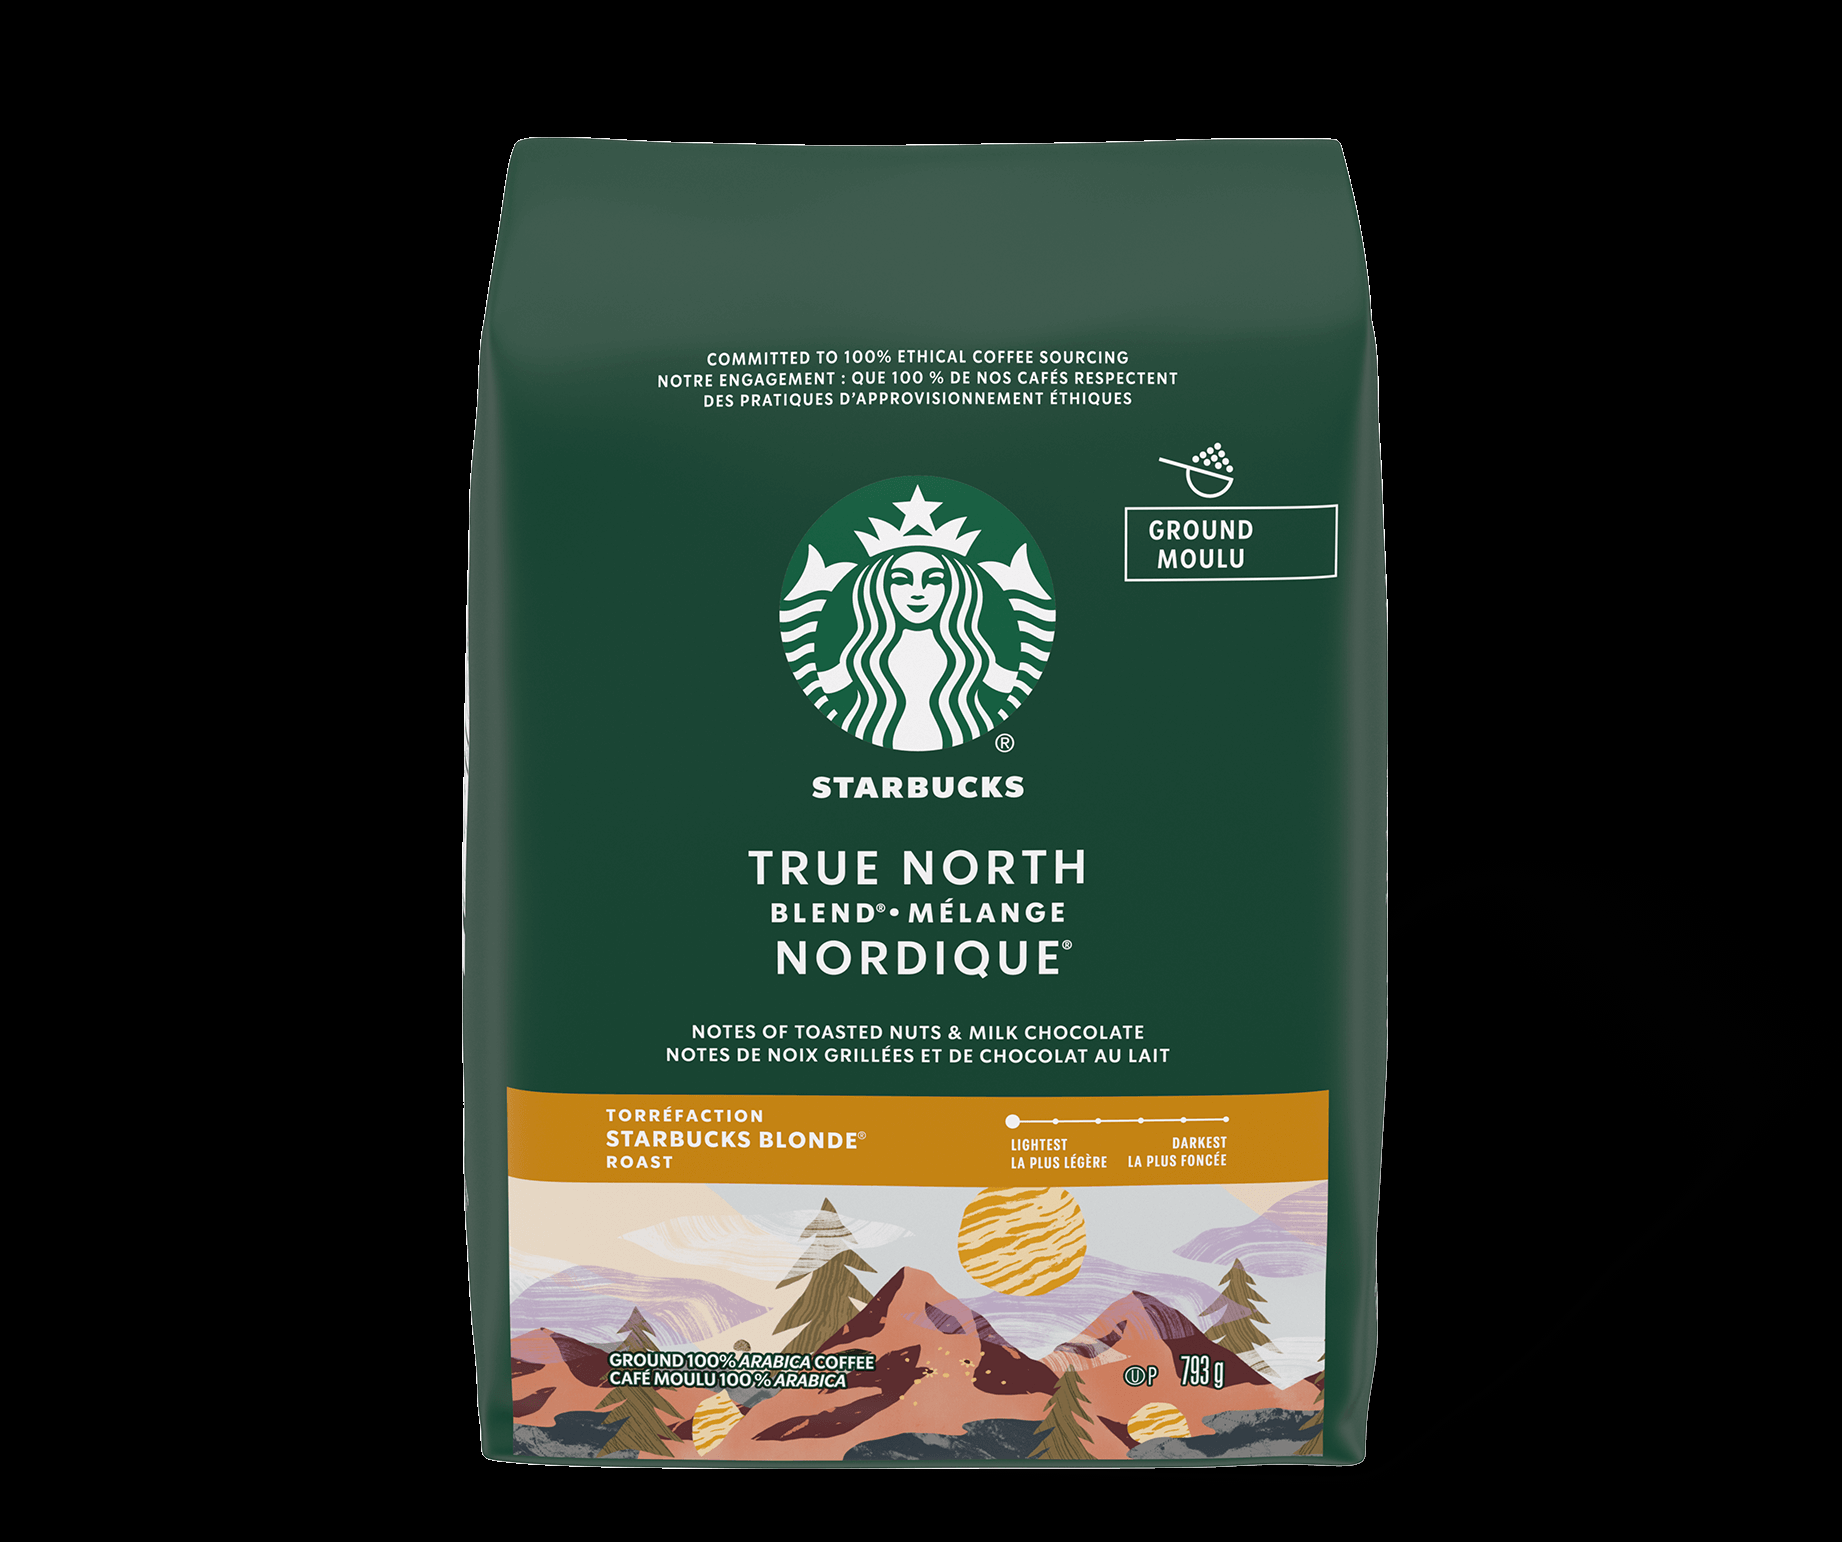 COMMITTED TO 100% ETHICAL COFFEE SOURCING
NOTRE ENGAGEMENT : QUE 100 % DE NOS CAFÉS RESPECTENT
DES PRATIQUES D'APPROVISIONNEMENT ÉTHIQUES
GROUND
MOULU
®
STARBUCKS
TRUE NORTH
BLEND®• MÉLANGE
NORDIQUE®
NOTES OF TOASTED NUTS & MILK CHOCOLATE
NOTES DE NOIX GRILLÉES ET DE CHOCOLAT AU LAIT
TORRÉFACTION
STARBUCKS BLONDE®
ROAST
LIGHTEST
LA PLUS LÉGÈRE
DARKEST
LA PLUS FONCÉE
GROUND 100% ARABICA COFFEE
CAFÉ MOULU 100% ARABICA
Ⓤ P 793 g